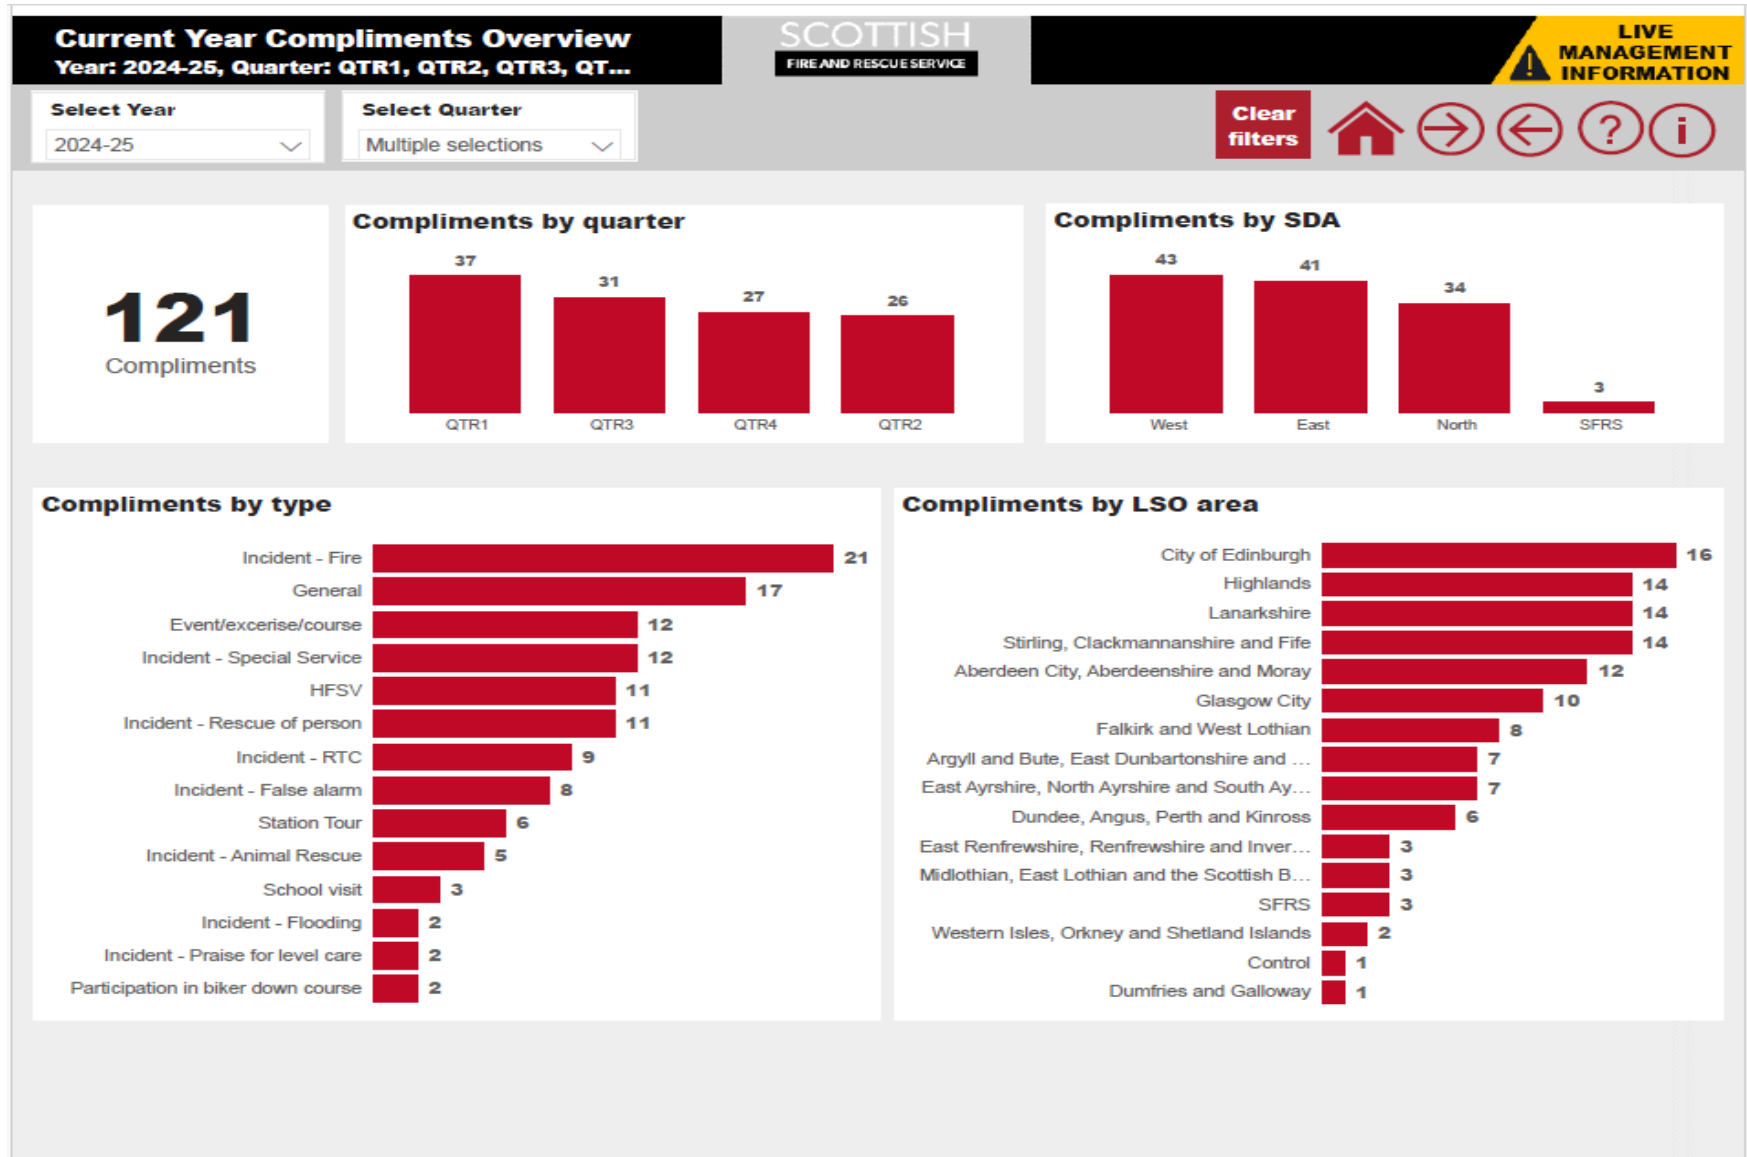 Current Year Compliments Overview
Year: 2024-25, Quarter: QTR1, QTR2, QTR3, QT...
SCOTTISH
FIRE AND RESCUE SERVICE
LIVE
MANAGEMENT
INFORMATION
Select Year
2024-25
Select Quarter
Multiple selections
Clear
filters
121
Compliments
Compliments by quarter
37
31
27
26
QTR1
QTR3
QTR4
QTR2
Compliments by SDA
43
41
34
3
West
East
North
SFRS
Compliments by type
Incident - Fire 21
General 17
Event/excerise/course 12
Incident - Special Service 12
HFSV 11
Incident - Rescue of person 11
Incident - RTC 9
Incident - False alarm 8
Station Tour 6
Incident - Animal Rescue 5
School visit 3
Incident - Flooding 2
Incident - Praise for level care 2
Participation in biker down course 2
Compliments by LSO area
City of Edinburgh 16
Highlands 14
Lanarkshire 14
Stirling, Clackmannanshire and Fife 14
Aberdeen City, Aberdeenshire and Moray 12
Glasgow City 10
Falkirk and West Lothian 8
Argyll and Bute, East Dunbartonshire and ... 7
East Ayrshire, North Ayrshire and South Ay... 7
Dundee, Angus, Perth and Kinross 6
East Renfrewshire, Renfrewshire and Inver... 3
Midlothian, East Lothian and the Scottish B... 3
SFRS 3
Western Isles, Orkney and Shetland Islands 2
Control 1
Dumfries and Galloway 1